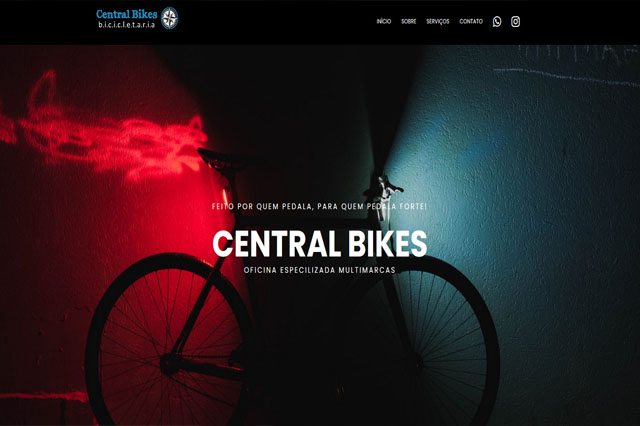 Central Bikes
b.i.c.i.c.l.e.t.a.r.i.a
INÍCIO SOBRE SERVIÇOS CONTATO
FEITO POR QUEM PEDALA, PARA QUEM PEDALA FORTE!
CENTRAL BIKES
OFICINA ESPECILIZADA MULTIMARCAS